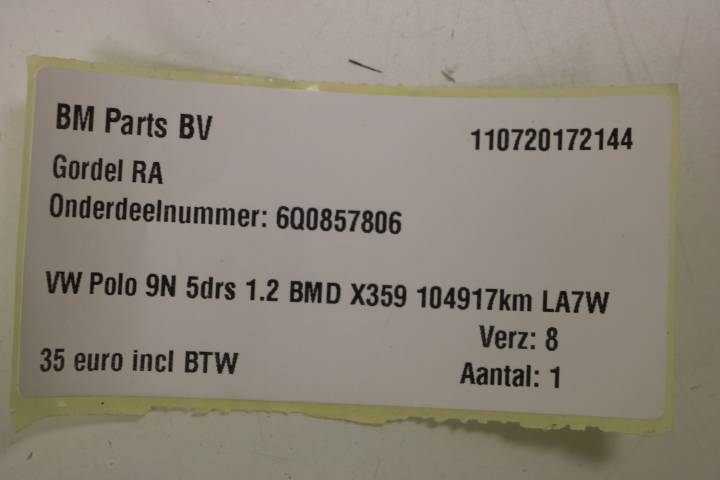 BM Parts BV 110720172144
Gordel RA
Onderdeelnummer: 6Q0857806
VW Polo 9N 5drs 1.2 BMD X359 104917km LA7W
Verz: 8
35 euro incl BTW Aantal: 1